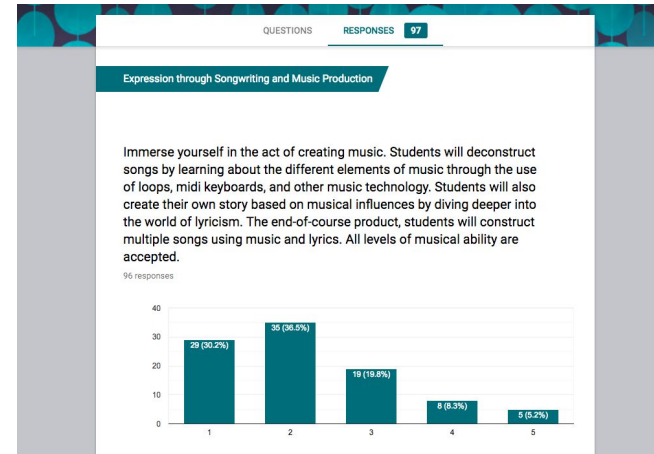 QUESTIONS RESPONSES 97
Expression through Songwriting and Music Production
Immerse yourself in the act of creating music. Students will deconstruct
songs by learning about the different elements of music through the use
of loops, midi keyboards, and other music technology. Students will also
create their own story based on musical influences by diving deeper into
the world of lyricism. The end-of-course product, students will construct
multiple songs using music and lyrics. All levels of musical ability are
accepted.
96 responses
40
30
20
10
0
29 (30.2%)
35 (36.5%)
19 (19.8%)
8 (8.3%)
5 (5.2%)
1 2 3 4 5